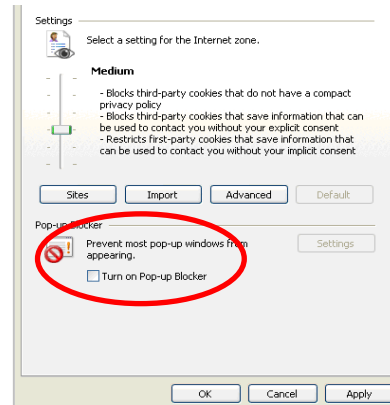 Settings
Select a setting for the Internet zone.
Medium
- Blocks third-party cookies that do not have a compact
privacy policy
- Blocks third-party cookies that save information that can
be used to contact you without your explicit consent
- Restricts first-party cookies that save information that
can be used to contact you without your implicit consent
Sites Import Advanced Default
Pop-up Blocker
Prevent most pop-up windows from Settings
appearing.
Turn on Pop-up Blocker
OK Cancel Apply